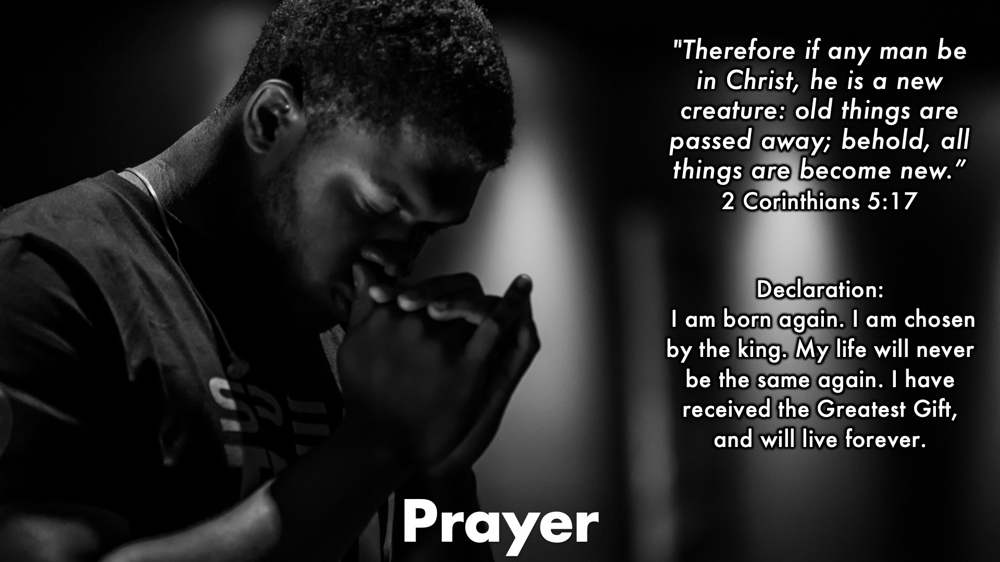 "Therefore if any man be
in Christ, he is a new
creature: old things are
passed away; behold, all
things are become new.”
2 Corinthians 5:17
Declaration:
I am born again. I am chosen
by the king. My life will never
be the same again. I have
received the Greatest Gift,
and will live forever.
Prayer